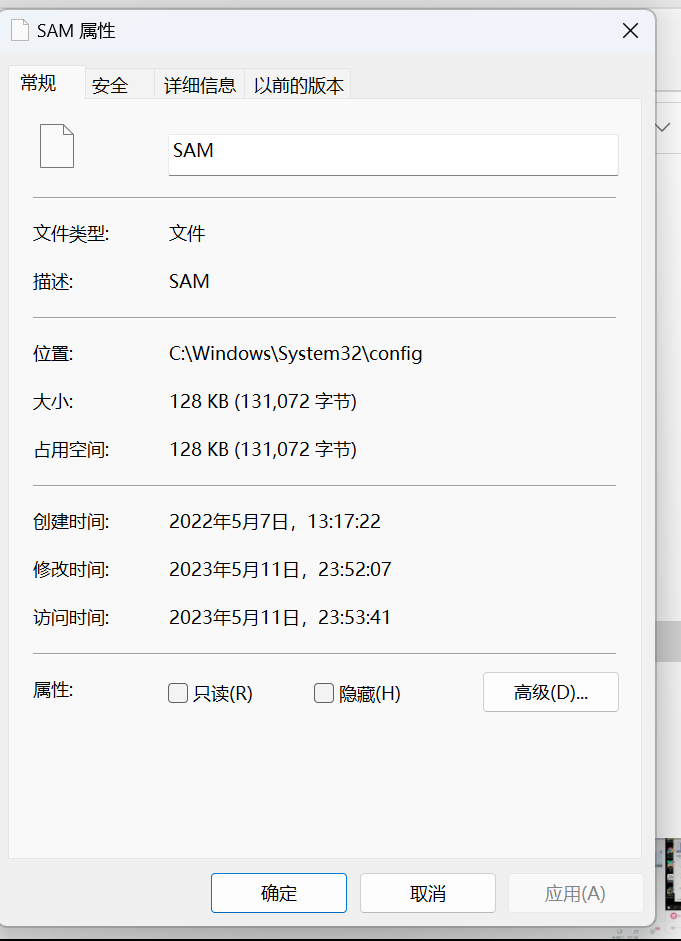 SAM 属性
常规 安全 详细信息 以前的版本
SAM
文件类型: 文件
描述: SAM
位置: C:\Windows\System32\config
大小: 128 KB (131,072 字节)
占用空间: 128 KB (131,072 字节)
创建时间: 2022年5月7日，13:17:22
修改时间: 2023年5月11日，23:52:07
访问时间: 2023年5月11日，23:53:41
属性: 只读(R) 隐藏(H) 高级(D)...
确定 取消 应用(A)